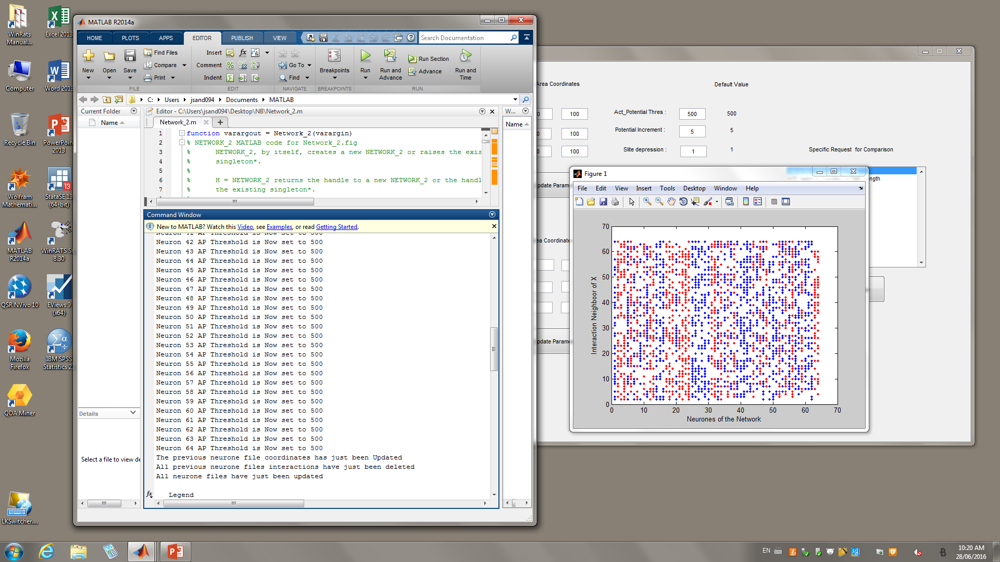 WinRats
Manual...
Excel 2013
Computer
Word 2013
Recycle Bin
PowerPoin
2013
Wolfram
Mathemati...
StataSE 13
(64-bit)
MATLAB
R2014a
WinRATS St
8.30
QSR NVivo 10
EViews 9
(x64)
Mozilla
Firefox
IBM SPSS
Statistics 2
QDA Miner
LKSwitcher....
MATLAB R2014a
HOME PLOTS APPS EDITOR PUBLISH VIEW
Search Documentation
New Open Save
Find Files
Compare
Print
Insert
Comment
Indent
Go To
Find
Breakpoints
Run
Run and
Advance
Run Section
Advance
Run and
Time
FILE EDIT NAVIGATE BREAKPOINTS RUN
C: Users jsand094 Documents MATLAB
Current Folder
Name
Details
Select a file to view de
Editor - C:\Users\jsand094\Desktop\NB\Network_2.m
Network_2.m
1 function varargout = Network_2(varargin)
2 % NETWORK_2 MATLAB code for Network_2.fig
3 % NETWORK_2, by itself, creates a new NETWORK_2 or raises the exis
4 % singleton*.
5 %
6 % H = NETWORK_2 returns the handle to a new NETWORK_2 or the handl
7 % the existing singleton*.
W...
Name
Command Window
New to MATLAB? Watch this Video, see Examples, or read Getting Started.
Neuron 41 AP Threshold is Now set to 500
Neuron 42 AP Threshold is Now set to 500
Neuron 43 AP Threshold is Now set to 500
Neuron 44 AP Threshold is Now set to 500
Neuron 45 AP Threshold is Now set to 500
Neuron 46 AP Threshold is Now set to 500
Neuron 47 AP Threshold is Now set to 500
Neuron 48 AP Threshold is Now set to 500
Neuron 49 AP Threshold is Now set to 500
Neuron 50 AP Threshold is Now set to 500
Neuron 51 AP Threshold is Now set to 500
Neuron 52 AP Threshold is Now set to 500
Neuron 53 AP Threshold is Now set to 500
Neuron 54 AP Threshold is Now set to 500
Neuron 55 AP Threshold is Now set to 500
Neuron 56 AP Threshold is Now set to 500
Neuron 57 AP Threshold is Now set to 500
Neuron 58 AP Threshold is Now set to 500
Neuron 59 AP Threshold is Now set to 500
Neuron 60 AP Threshold is Now set to 500
Neuron 61 AP Threshold is Now set to 500
Neuron 62 AP Threshold is Now set to 500
Neuron 63 AP Threshold is Now set to 500
Neuron 64 AP Threshold is Now set to 500
The previous neurone file coordinates has just been Updated
All previous neurone files interactions have just been deleted
All neurone files have just been updated
Legend
Area Coordinates
Default Value
0 100 Act_Potential Thres : 500 500
0 100 Potential Increment : 5 5
0 100 Slite depression : 1 1
Specific Request for Comparison
ngth
pdate Parame
ea Coordinate
pdate Parame
Figure 1
File Edit View Insert Tools Desktop Window Help
70
60
50
40
30
20
10
0
Interaction Neighboor of X
0 10 20 30 40 50 60 70
Neurones of the Network
EN
10:20 AM
28/06/2016